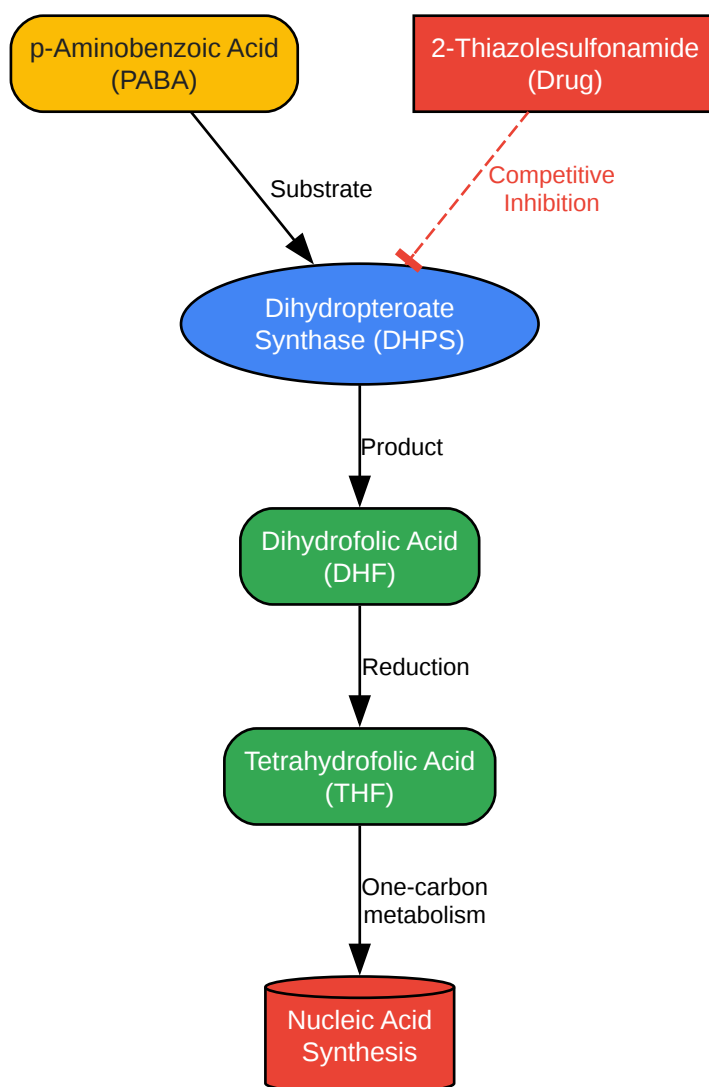 p-Aminobenzoic Acid
(PABA)
2-Thiazolesulfonamide
(Drug)
Substrate
Competitive
Inhibition
Dihydropteroate
Synthase (DHPS)
Product
Dihydrofolic Acid
(DHF)
Reduction
Tetrahydrofolic Acid
(THF)
One-carbon
metabolism
Nucleic Acid
Synthesis